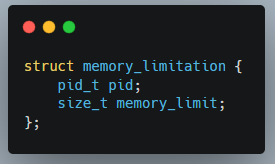 struct memory_limitation {
    pid_t pid;
    size_t memory_limit;
};